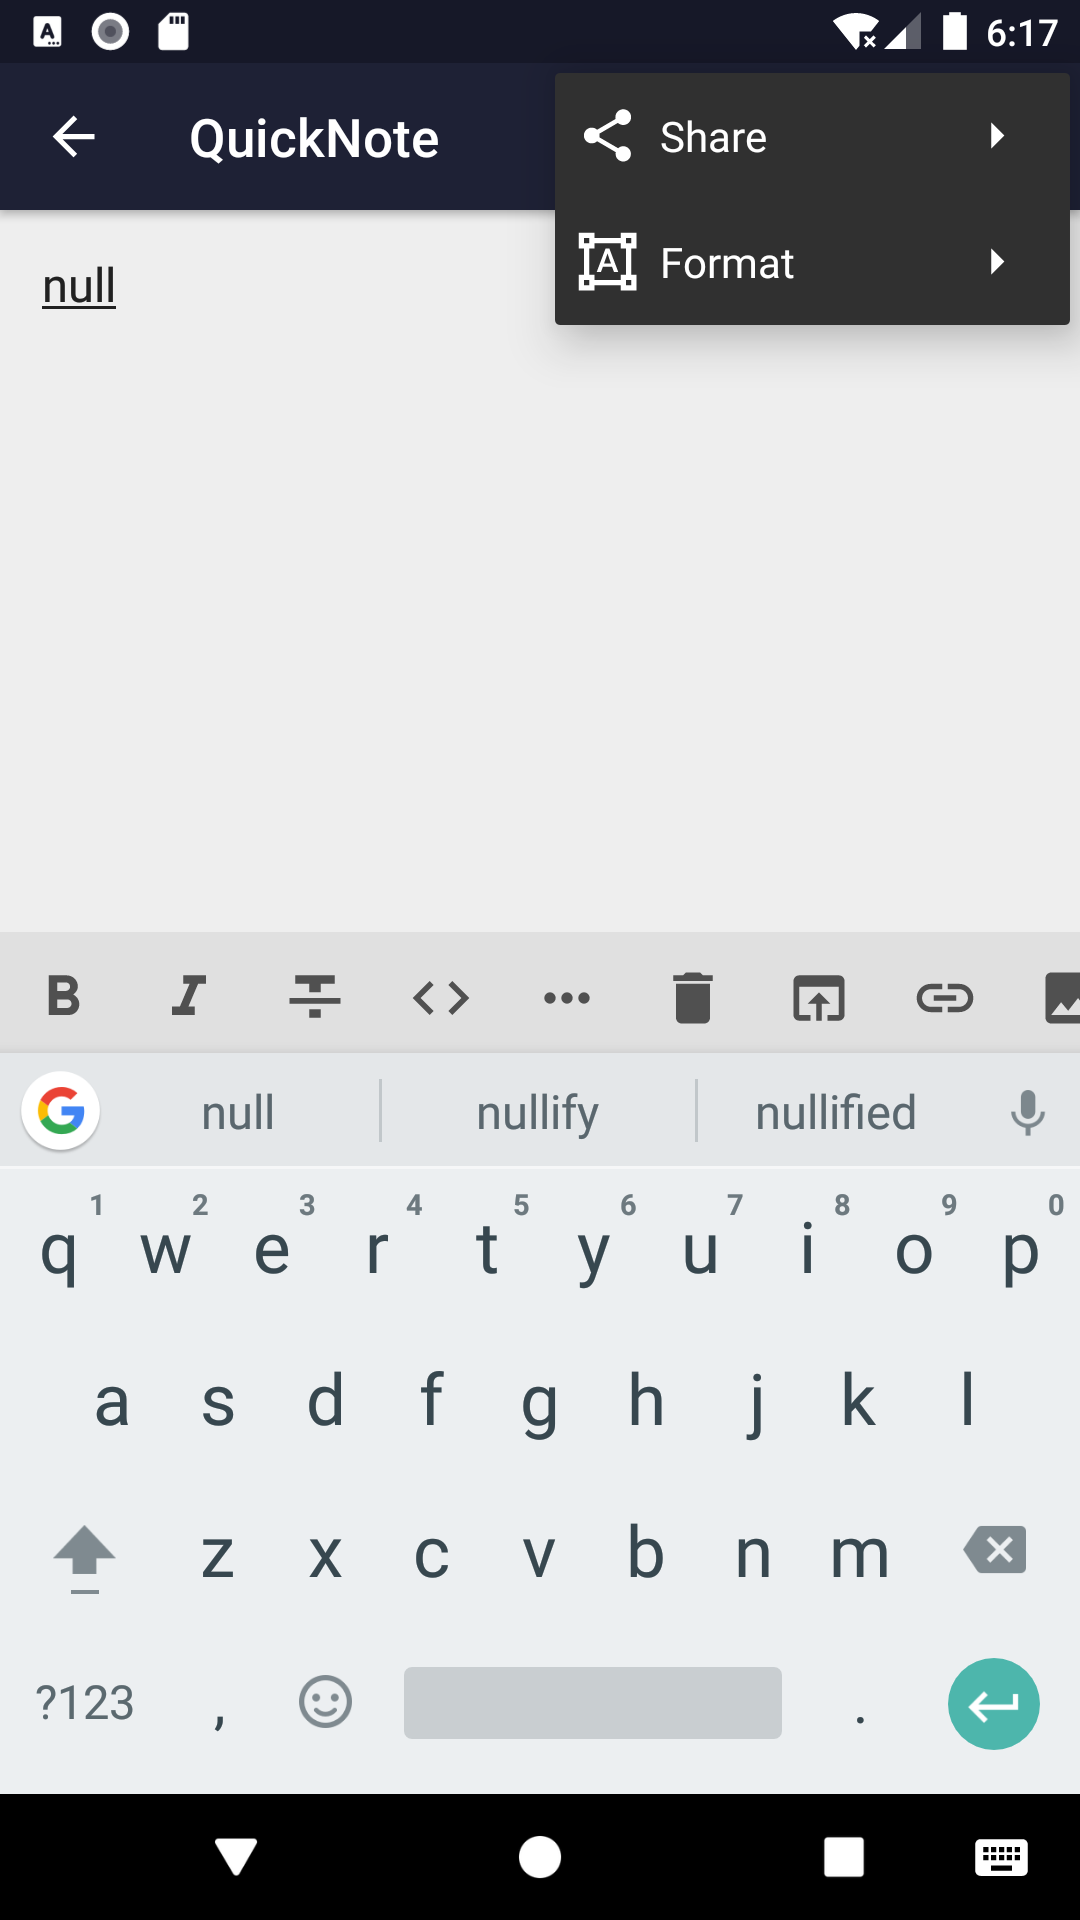 6:17
QuickNote
Share
Format
null
B I
null nullify nullified
1 2 3 4 5 6 7 8 9 0
q w e r t y u i o p
a s d f g h j k l
z x c v b n m
?123 , .